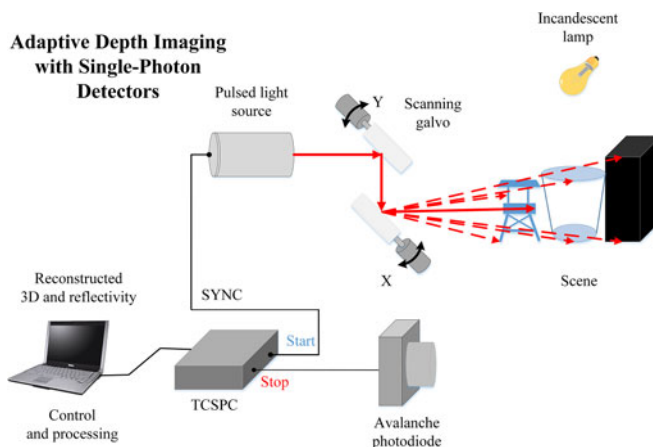 Adaptive Depth Imaging
with Single-Photon
Detectors
Incandescent
lamp
Pulsed light
source
Y
Scanning
galvo
X
Scene
Reconstructed
3D and reflectivity
SYNC
Start
Stop
TCSPC
Control
and processing
Avalanche
photodiode